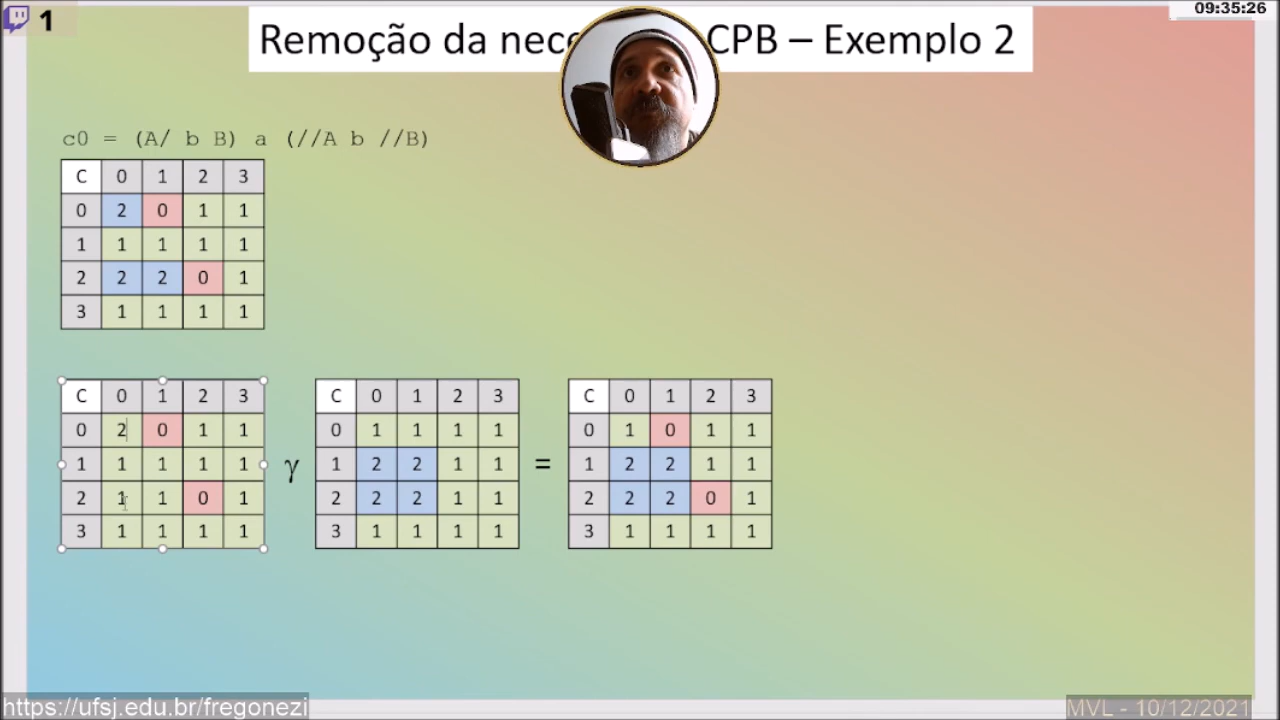 1
09:35:26
Remoção da nece CPB – Exemplo 2
c0 = (A/ b B) a (//A b //B)
C 0 1 2 3
0 2 0 1 1
1 1 1 1 1
2 2 2 0 1
3 1 1 1 1
C 0 1 2 3
0 2 0 1 1
1 1 1 1 1
2 1 1 0 1
3 1 1 1 1
γ
C 0 1 2 3
0 1 1 1 1
1 2 2 1 1
2 2 2 1 1
3 1 1 1 1
=
C 0 1 2 3
0 1 0 1 1
1 2 2 1 1
2 2 2 0 1
3 1 1 1 1
https://ufsj.edu.br/fregonezi
MVL - 10/12/2021